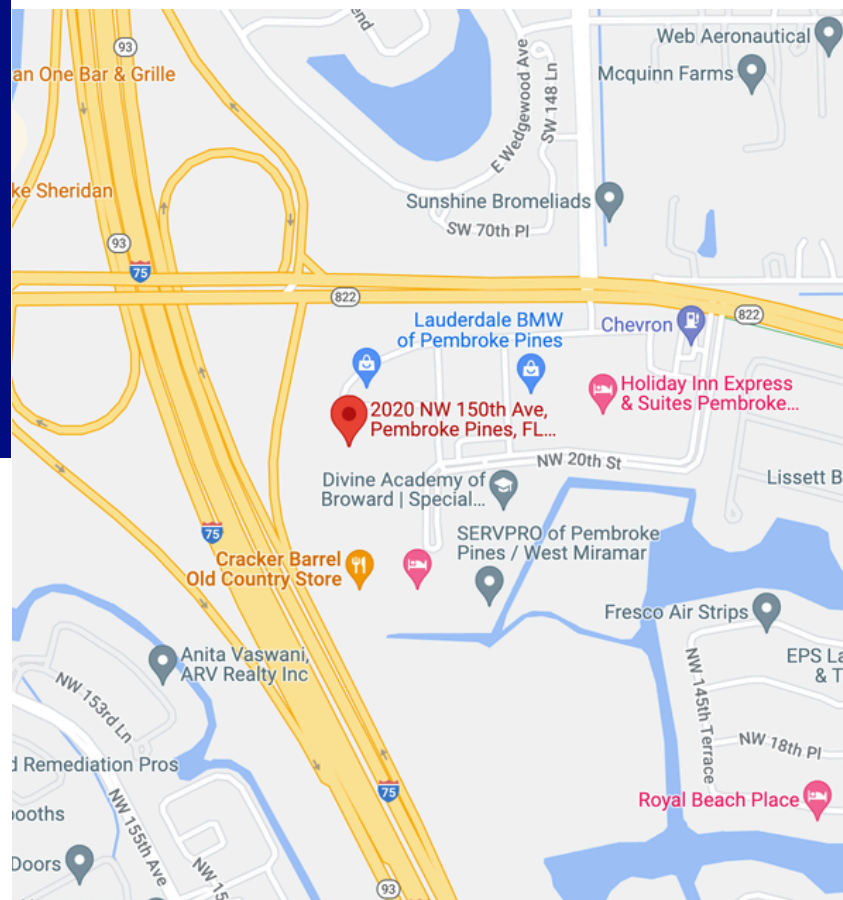 93
Web Aeronautical
an One Bar & Grille
Mcquinn Farms
E Wedgewood Ave
SW 148 Ln
ke Sheridan
Sunshine Bromeliads
SW 70th Pl
93
75
822
822
Lauderdale BMW
of Pembroke Pines
Chevron
Holiday Inn Express
& Suites Pembroke...
2020 NW 150th Ave,
Pembroke Pines, FL...
NW 20th St
Divine Academy of
Broward | Special...
Lissett B
75
SERVPRO of Pembroke
Pines / West Miramar
Cracker Barrel
Old Country Store
Fresco Air Strips
Anita Vaswani,
ARV Realty Inc
EPS La
& T
NW 153rd Ln
NW 145th Terrace
NW 18th Pl
d Remediation Pros
75
Royal Beach Place
ooths
NW 155th Ave
Doors
NW 15
93